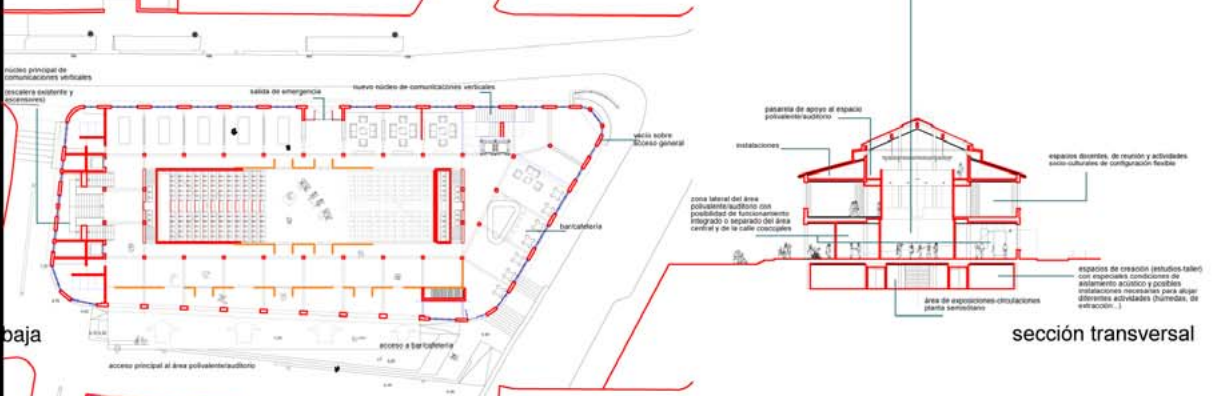 núcleo principal de
comunicaciones verticales
(escalera existente y
ascensores)
salida de emergencia
nuevo núcleo de comunicaciones verticales
vacío sobre
acceso general
bar/cafetería
acceso a bar/cafetería
acceso principal al área polivalente/auditorio
baja
pasarela de apoyo al espacio
polivalente/auditorio
instalaciones
espacios docentes, de reunión y actividades
socio-culturales de configuración flexible
zona lateral del área
polivalente/auditorio con
posibilidad de funcionamiento
integrado o separado del área
central y de la calle coscojales
espacios de creación (estudios-taller)
con especiales condiciones de
aislamiento acústico y posibles
instalaciones necesarias para alojar
diferentes actividades (húmedas, de
extracción...)
área de exposiciones-circulaciones
planta semisótano
sección transversal